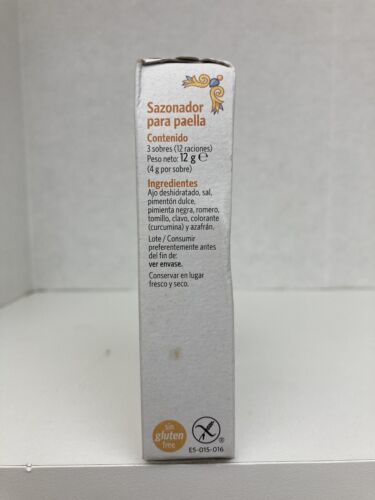 Sazonador
para paella
Contenido
3 sobres (12 raciones)
Peso neto: 12 g ℮
(4 g por sobre)
Ingredientes
Ajo deshidratado, sal,
pimentón dulce,
pimienta negra, romero,
tomillo, clavo, colorante
(curcumina) y azafrán.
Lote / Consumir
preferentemente antes
del fin de:
ver envase.
Conservar en lugar
fresco y seco.
sin
gluten
free
®
ES-015-016